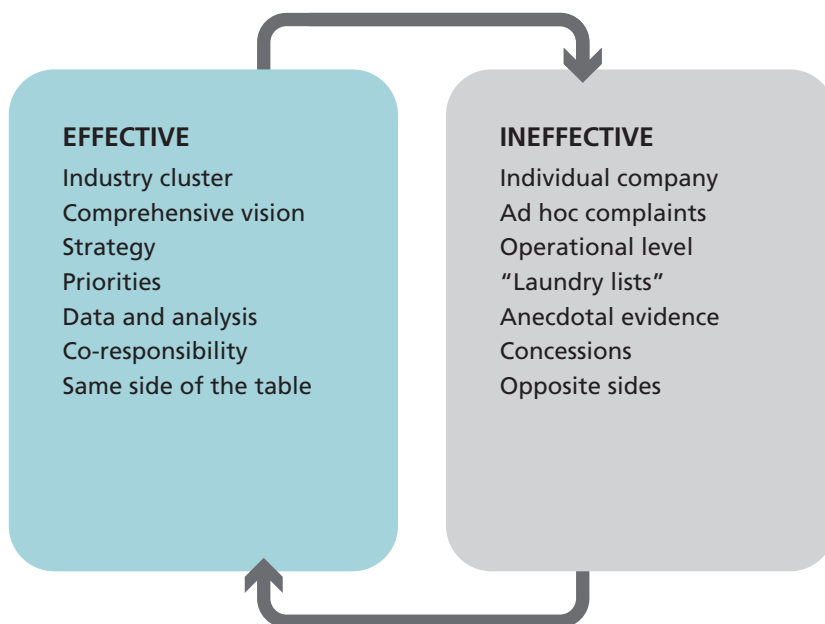 EFFECTIVE
Industry cluster
Comprehensive vision
Strategy
Priorities
Data and analysis
Co-responsibility
Same side of the table
INEFFECTIVE
Individual company
Ad hoc complaints
Operational level
“Laundry lists”
Anecdotal evidence
Concessions
Opposite sides